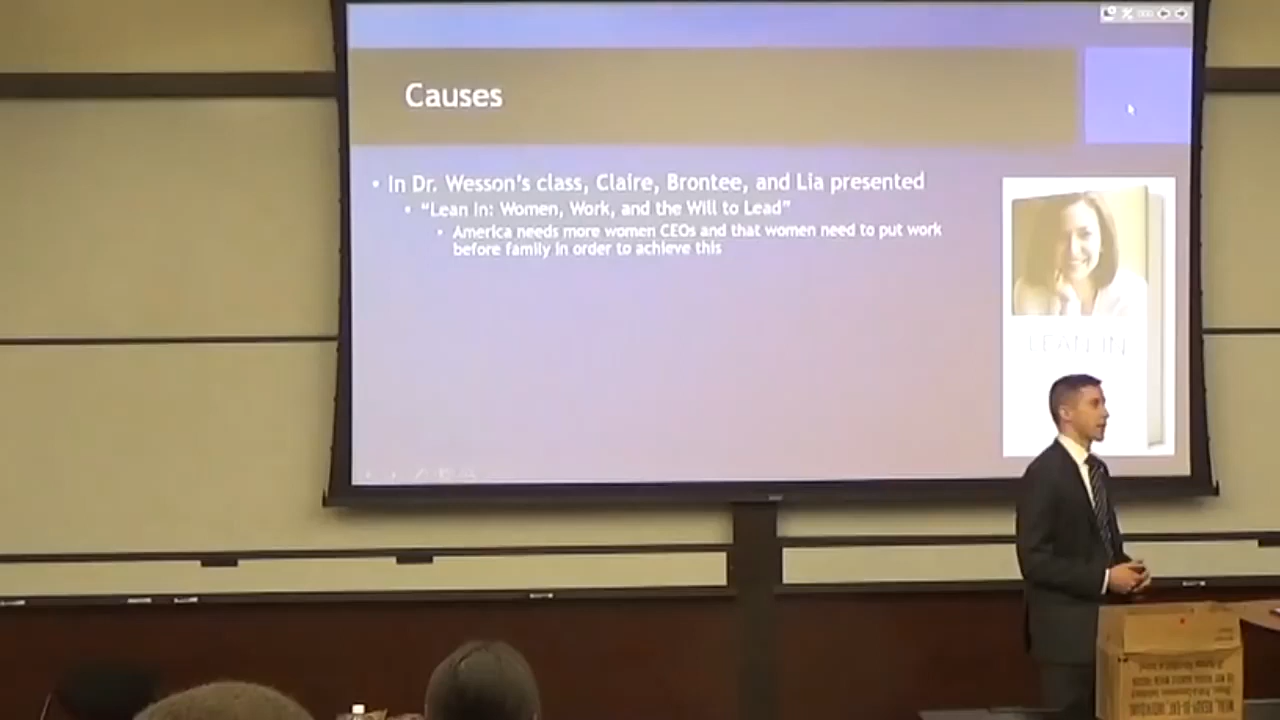 Causes
• In Dr. Wesson's class, Claire, Brontee, and Lia presented
• "Lean In: Women, Work, and the Will to Lead"
• America needs more women CEOs and that women need to put work
before family in order to achieve this
LEAN IN